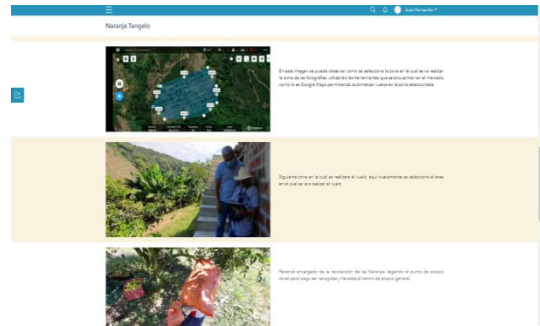 Juan Fernando
Naranja Tangelo
En esta imagen se puede observar como se selecciona la zona en la cual se va realizar
la toma de las fotografías, utilizando las herramientas que se encuentran en el mercado
como lo es Google Maps permitiendo automatizar vuelos en la zona seleccionada.
Siguiente zona en la cual se realizara el vuelo, aquí nuevamente se selecciona el area
en el cual se va a realizar el vuelo.
Personal encargado de la recolección de las Naranjas llegando al punto de acopio
zonal para luego ser recogidas y llevadas al centro de acopio general.